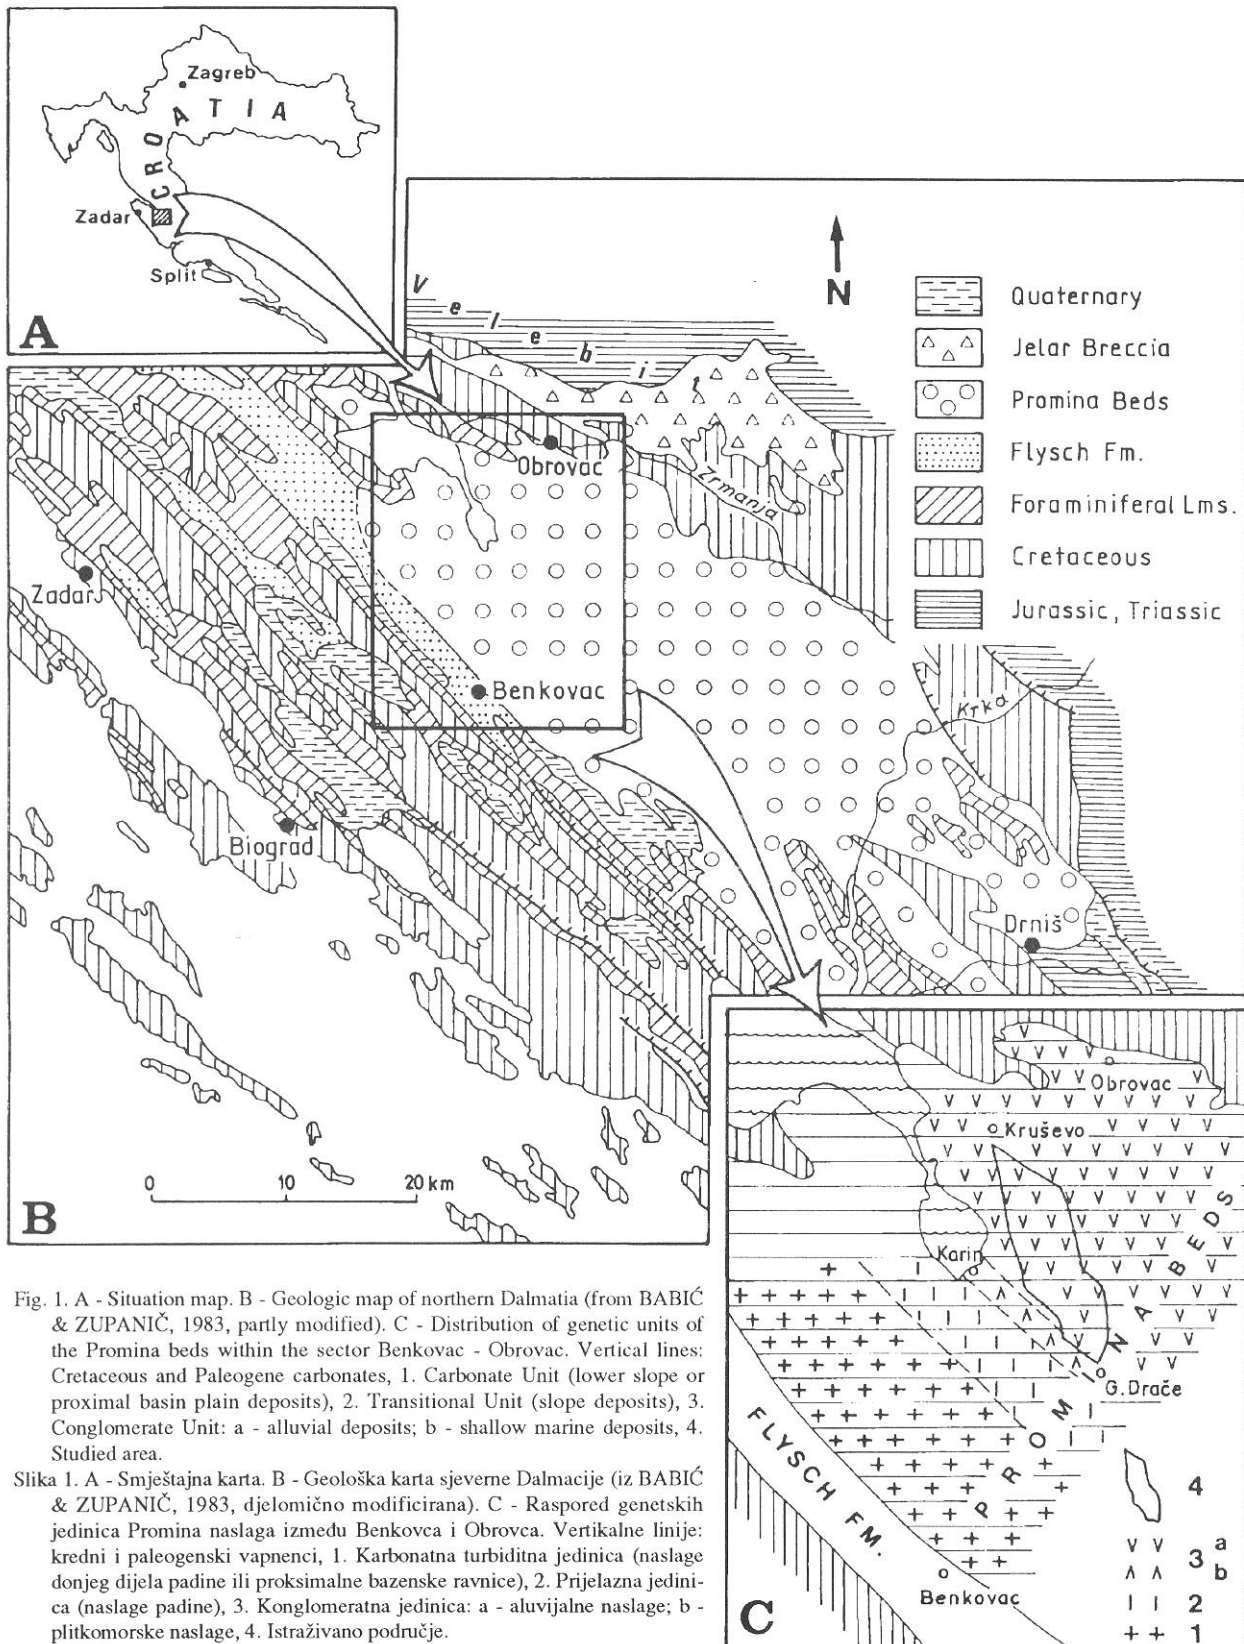 Zagreb
CROATIA
Zadar
Split
A
N
Velebit
Quaternary
Jelar Breccia
Promina Beds
Flysch Fm.
Foraminiferal Lms.
Cretaceous
Jurassic, Triassic
Obrovac
Zrmanja
Zadar
Benkovac
Krka
Biograd
Drniš
0 10 20 km
B
Obrovac
Kruševo
Karin
PROMINA BEDS
G. Drače
FLYSCH FM.
Benkovac
4
3 a
b
2
1
C
Fig. 1. A - Situation map. B - Geologic map of northern Dalmatia (from BABIĆ
& ZUPANIČ, 1983, partly modified). C - Distribution of genetic units of
the Promina beds within the sector Benkovac - Obrovac. Vertical lines:
Cretaceous and Paleogene carbonates, 1. Carbonate Unit (lower slope or
proximal basin plain deposits), 2. Transitional Unit (slope deposits), 3.
Conglomerate Unit: a - alluvial deposits; b - shallow marine deposits, 4.
Studied area.
Slika 1. A - Smještajna karta. B - Geološka karta sjeverne Dalmacije (iz BABIĆ
& ZUPANIČ, 1983, djelomično modificirana). C - Raspored genetskih
jedinica Promina naslaga između Benkovca i Obrovca. Vertikalne linije:
kredni i paleogenski vapnenci, 1. Karbonatna turbiditna jedinica (naslage
donjeg dijela padine ili proksimalne bazenske ravnice), 2. Prijelazna jedini-
ca (naslage padine), 3. Konglomeratna jedinica: a - aluvijalne naslage; b -
plitkomorske naslage, 4. Istraživano područje.